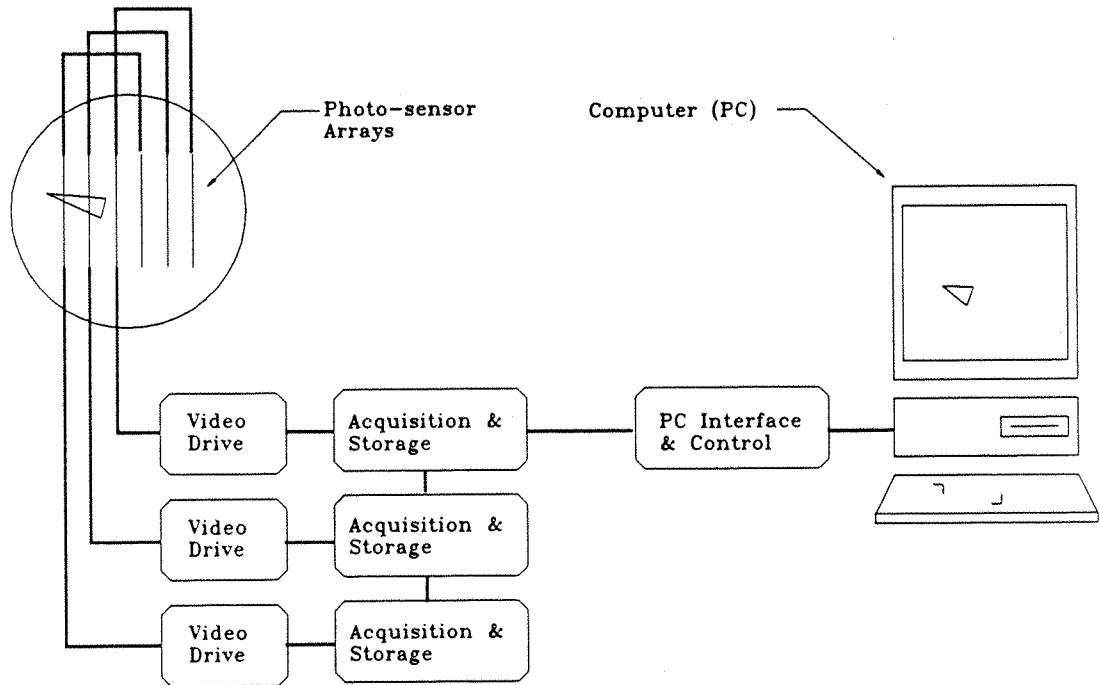 Photo-sensor
Arrays
Computer (PC)
Video
Drive
Acquisition &
Storage
PC Interface
& Control
Video
Drive
Acquisition &
Storage
Video
Drive
Acquisition &
Storage